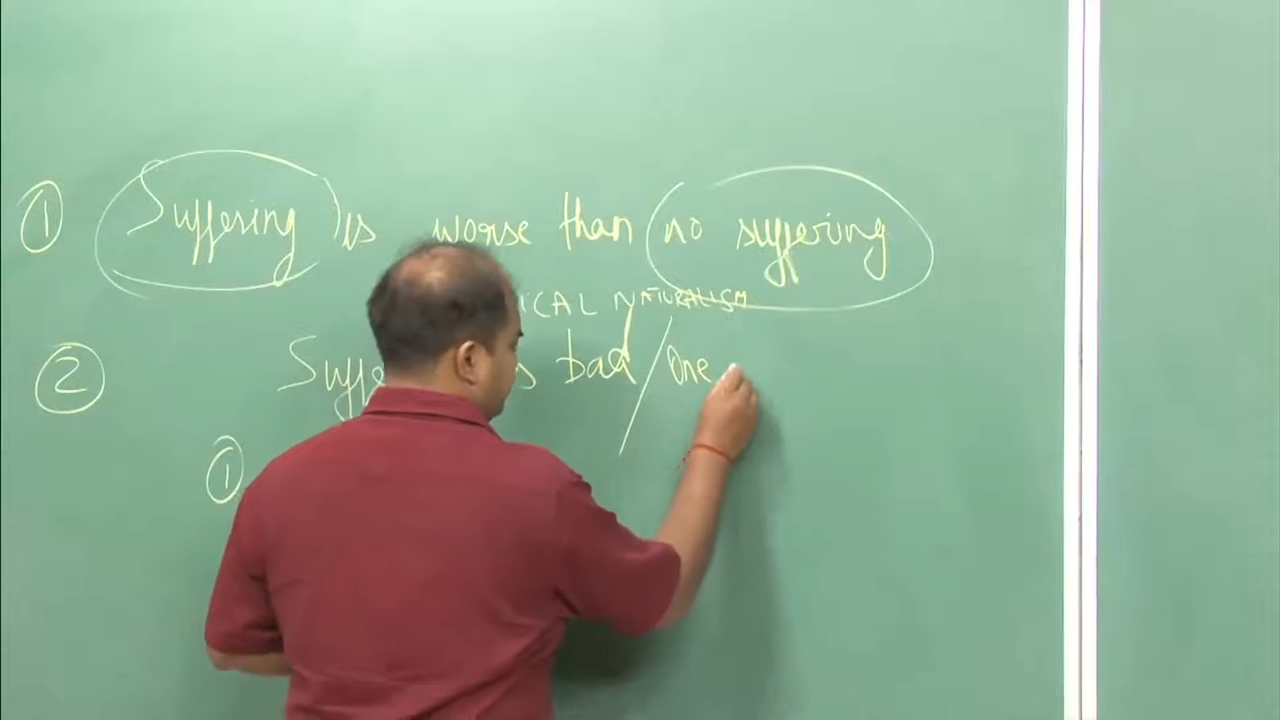 ① Suffering is worse than no suffering
ICAL NATURALISM
② Suffe s bad / One
①